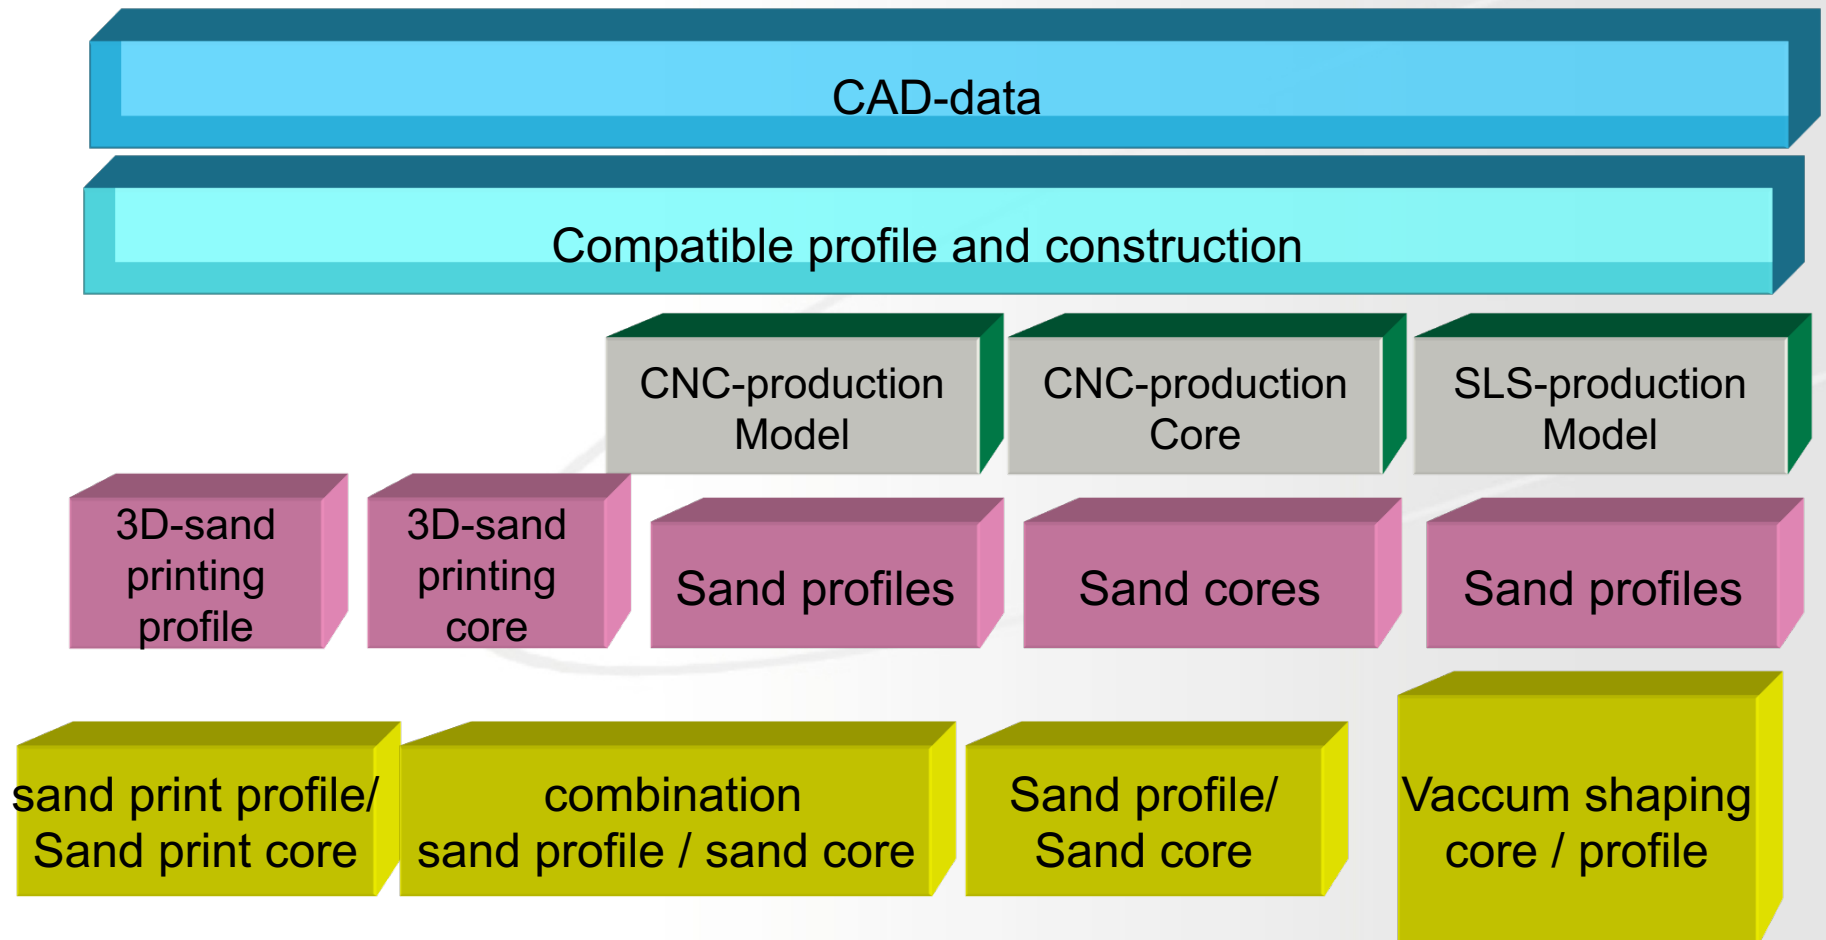 CAD-data
Compatible profile and construction
CNC-production
Model
CNC-production
Core
SLS-production
Model
3D-sand
printing
profile
3D-sand
printing
core
Sand profiles
Sand cores
Sand profiles
sand print profile/
Sand print core
combination
sand profile / sand core
Sand profile/
Sand core
Vaccum shaping
core / profile